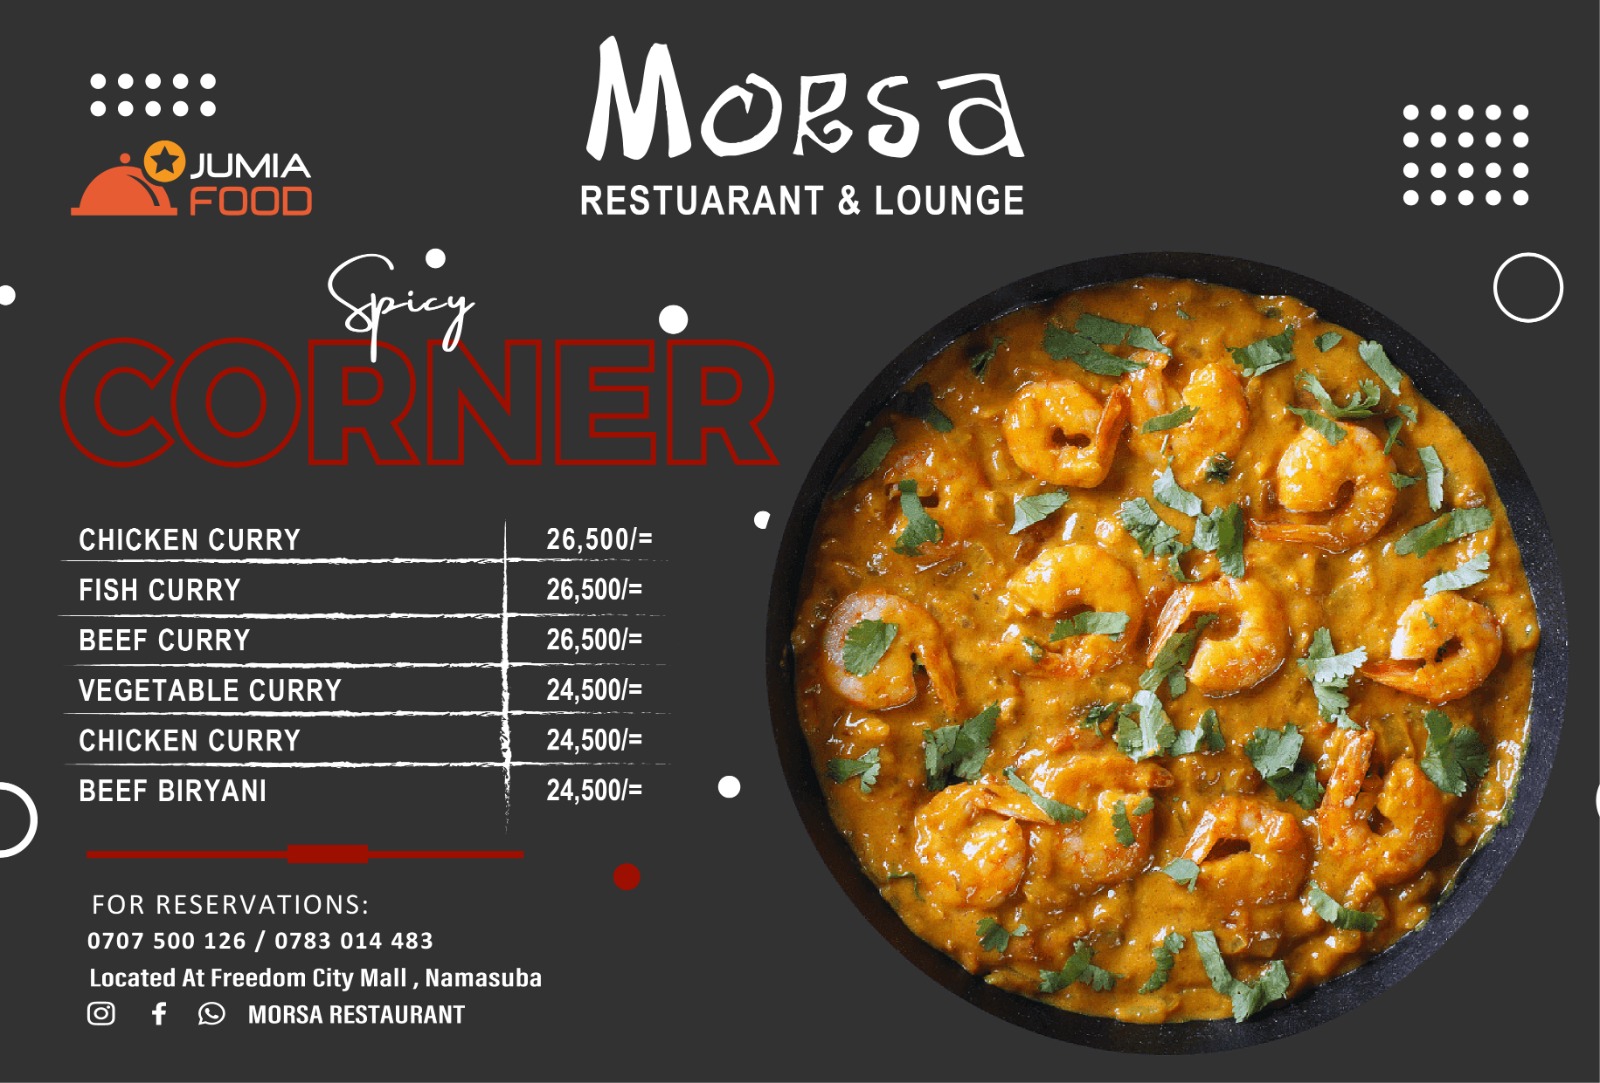 JUMIA
FOOD
MORSA
RESTUARANT & LOUNGE
Spicy
CORNER
CHICKEN CURRY 26,500/=
FISH CURRY 26,500/=
BEEF CURRY 26,500/=
VEGETABLE CURRY 24,500/=
CHICKEN CURRY 24,500/=
BEEF BIRYANI 24,500/=
FOR RESERVATIONS:
0707 500 126 / 0783 014 483
Located At Freedom City Mall , Namasuba
MORSA RESTAURANT